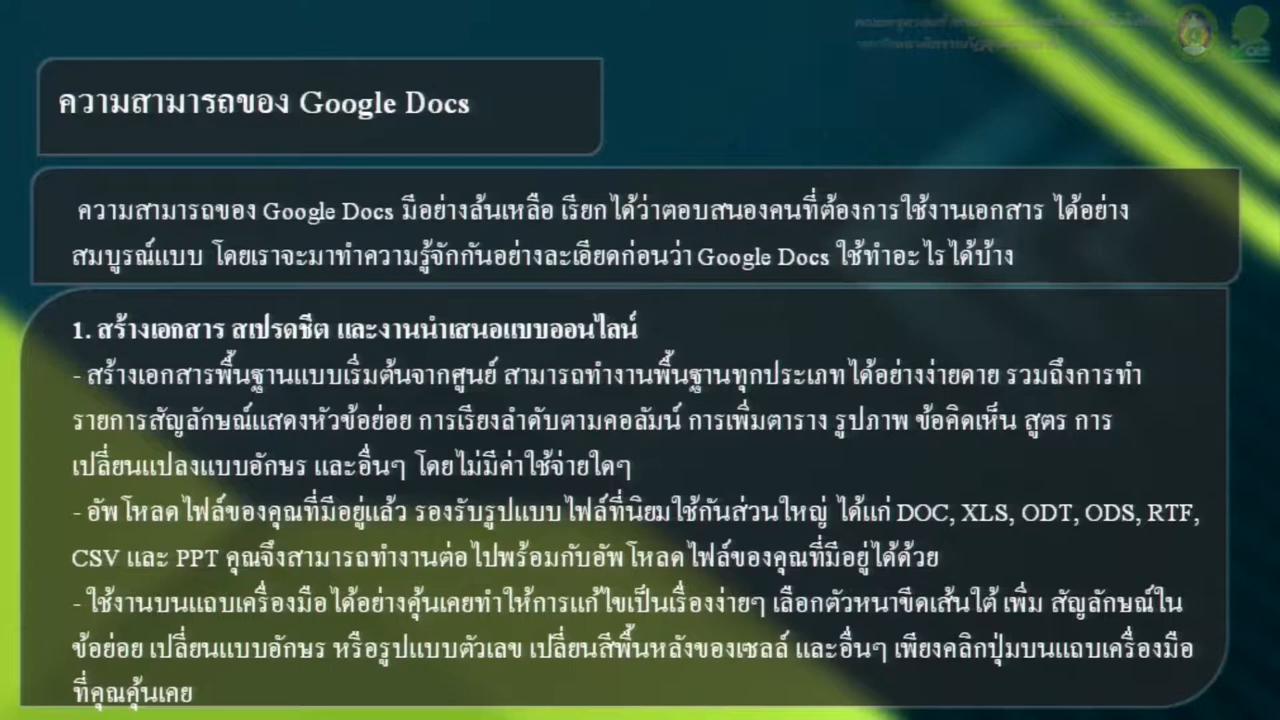 ความสามารถของ Google Docs
ความสามารถของ Google Docs มีอย่างล้นเหลือ เรียกได้ว่าตอบสนองคนที่ต้องการใช้งานเอกสาร ได้อย่าง
สมบูรณ์แบบ โดยเราจะมาทำความรู้จักกันอย่างละเอียดก่อนว่า Google Docs ใช้ทำอะไรได้บ้าง
1. สร้างเอกสาร สเปรดชีต และงานนำเสนอแบบออนไลน์
- สร้างเอกสารพื้นฐานแบบเริ่มต้นจากศูนย์ สามารถทำงานพื้นฐานทุกประเภทได้อย่างง่ายดาย รวมถึงการทำ
รายการสัญลักษณ์แสดงหัวข้อย่อย การเรียงลำดับตามคอลัมน์ การเพิ่มตาราง รูปภาพ ข้อคิดเห็น สูตร การ
เปลี่ยนแปลงแบบอักษร และอื่นๆ โดยไม่มีค่าใช้จ่ายใดๆ
- อัพโหลดไฟล์ของคุณที่มีอยู่แล้ว รองรับรูปแบบไฟล์ที่นิยมใช้กันส่วนใหญ่ ได้แก่ DOC, XLS, ODT, ODS, RTF,
CSV และ PPT คุณจึงสามารถทำงานต่อไปพร้อมกับอัพโหลดไฟล์ของคุณที่มีอยู่ได้ด้วย
- ใช้งานบนแถบเครื่องมือได้อย่างคุ้นเคยทำให้การแก้ไขเป็นเรื่องง่ายๆ เลือกตัวหนาขีดเส้นใต้ เพิ่ม สัญลักษณ์ใน
ข้อย่อย เปลี่ยนแบบอักษร หรือรูปแบบตัวเลข เปลี่ยนสีพื้นหลังของเซลล์ และอื่นๆ เพียงคลิกปุ่มบนแถบเครื่องมือ
ที่คุณคุ้นเคย